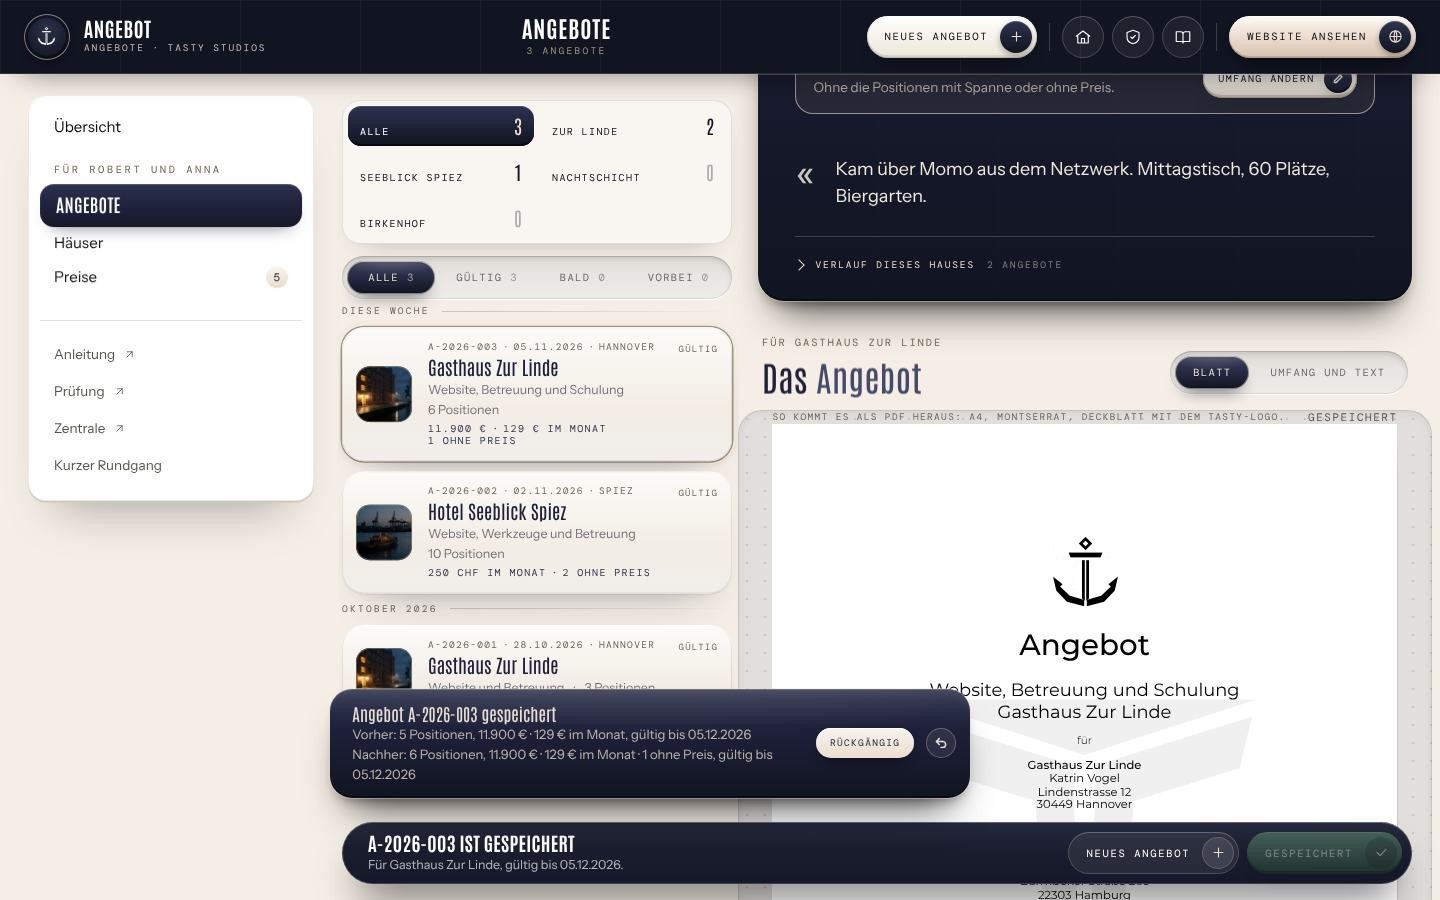 ANGEBOT
ANGEBOTE · TASTY STUDIOS
ANGEBOTE
3 ANGEBOTE
NEUES ANGEBOT
WEBSITE ANSEHEN
Übersicht
FÜR ROBERT UND ANNA
ANGEBOTE
Häuser
Preise 5
Anleitung
Prüfung
Zentrale
Kurzer Rundgang
ALLE 3
ZUR LINDE 2
SEEBLICK SPIEZ 1
NACHTSCHICHT 0
BIRKENHOF 0
ALLE 3
GÜLTIG 3
BALD 0
VORBEI 0
DIESE WOCHE
A-2026-003 · 05.11.2026 · HANNOVER
GÜLTIG
Gasthaus Zur Linde
Website, Betreuung und Schulung
6 Positionen
11.900 € · 129 € IM MONAT
1 OHNE PREIS
A-2026-002 · 02.11.2026 · SPIEZ
GÜLTIG
Hotel Seeblick Spiez
Website, Werkzeuge und Betreuung
10 Positionen
250 CHF IM MONAT · 2 OHNE PREIS
OKTOBER 2026
A-2026-001 · 28.10.2026 · HANNOVER
GÜLTIG
Gasthaus Zur Linde
Website und Betreuung · 3 Positionen
Ohne die Positionen mit Spanne oder ohne Preis.
UMFANG ÄNDERN
« Kam über Momo aus dem Netzwerk. Mittagstisch, 60 Plätze,
Biergarten.
VERLAUF DIESES HAUSES 2 ANGEBOTE
FÜR GASTHAUS ZUR LINDE
Das Angebot
BLATT
UMFANG UND TEXT
SO KOMMT ES ALS PDF HERAUS: A4, MONTSERRAT, DECKBLATT MIT DEM TASTY-LOGO.
GESPEICHERT
Angebot
Website, Betreuung und Schulung
Gasthaus Zur Linde
für
Gasthaus Zur Linde
Katrin Vogel
Lindenstrasse 12
30449 Hannover
22303 Hamburg
Angebot A-2026-003 gespeichert
Vorher: 5 Positionen, 11.900 € · 129 € im Monat, gültig bis 05.12.2026
Nachher: 6 Positionen, 11.900 € · 129 € im Monat · 1 ohne Preis, gültig bis
05.12.2026
RÜCKGÄNGIG
A-2026-003 IST GESPEICHERT
Für Gasthaus Zur Linde, gültig bis 05.12.2026.
NEUES ANGEBOT
GESPEICHERT